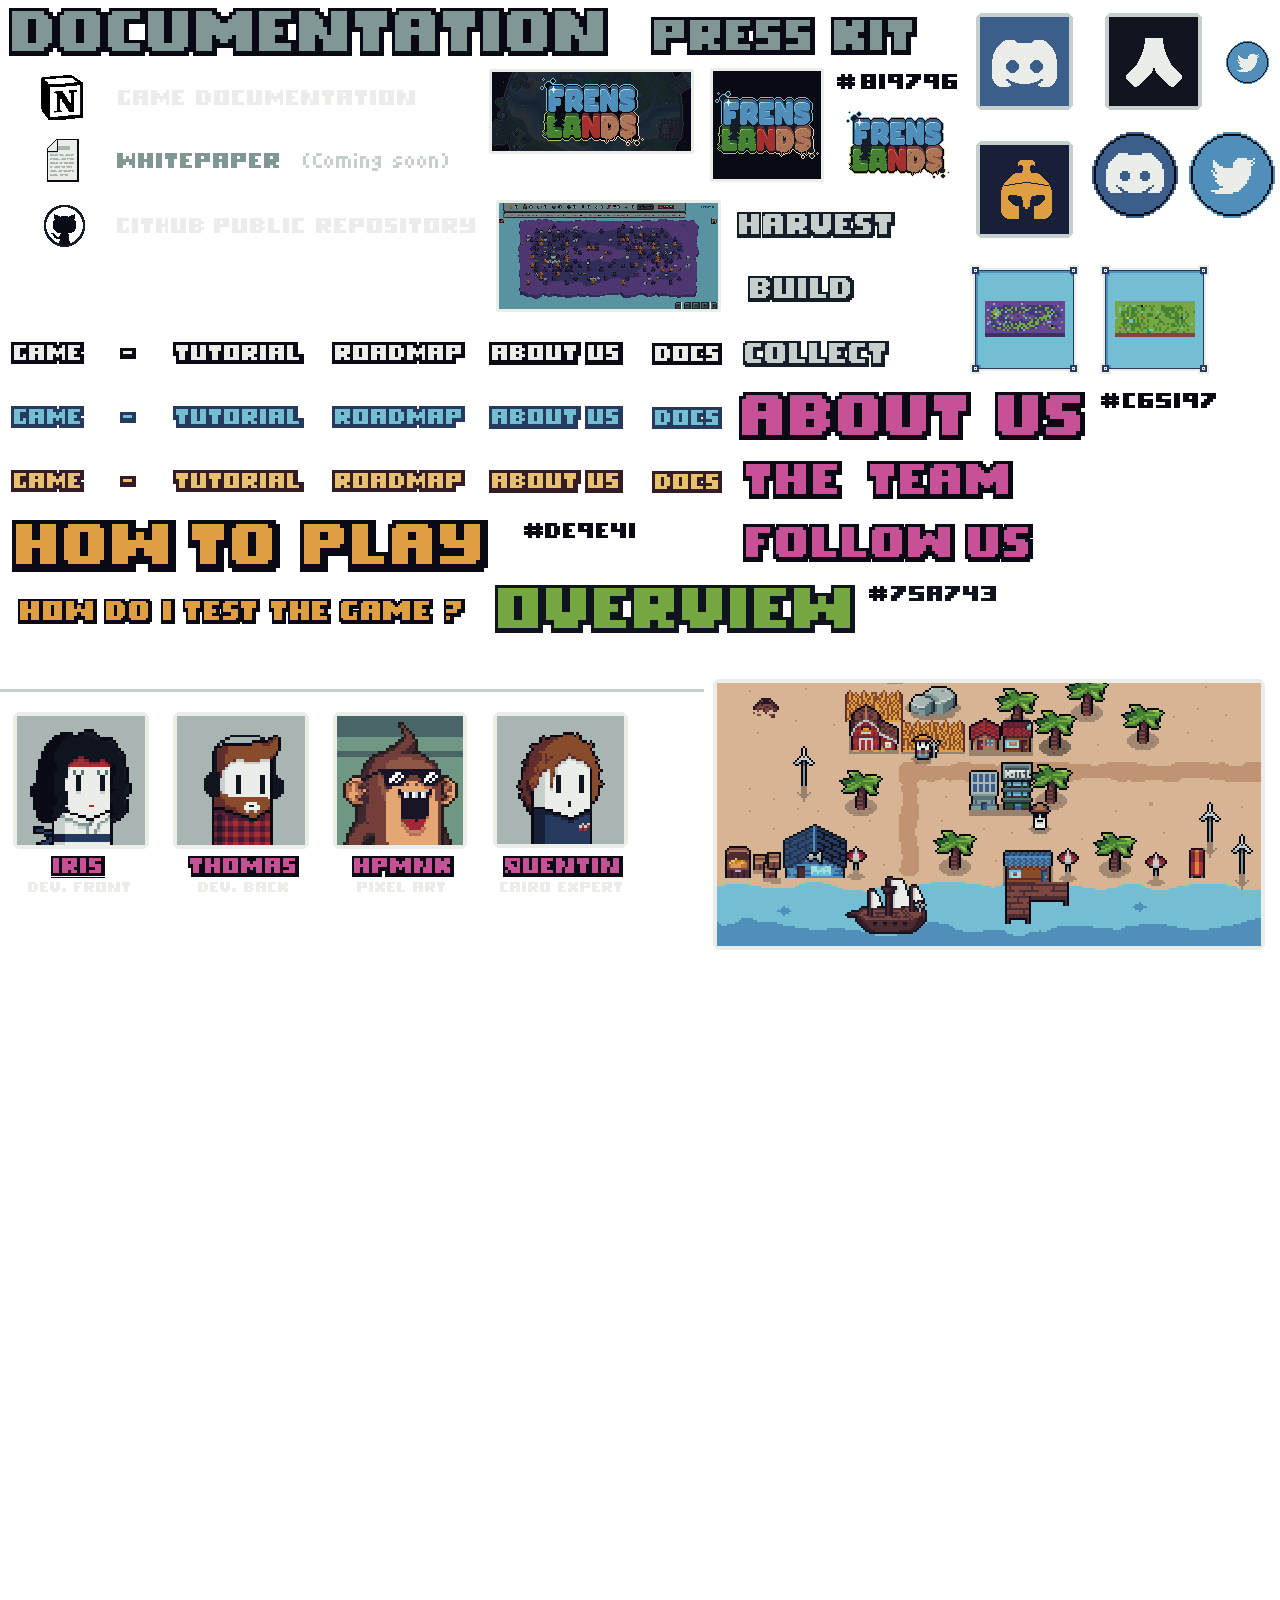 DOCUMENTATION
PRESS KIT
#819796
N
GAME DOCUMENTATION
FRENS
LANDS
FRENS
LANDS
FRENS
LANDS
WHITEPAPER (Coming soon)
GITHUB PUBLIC REPOSITORY
HARVEST
BUILD
COLLECT
GAME - TUTORIAL ROADMAP ABOUT US DOCS
GAME - TUTORIAL ROADMAP ABOUT US DOCS
GAME - TUTORIAL ROADMAP ABOUT US DOCS
ABOUT US
#C65197
THE TEAM
FOLLOW US
HOW TO PLAY
#DE9E41
HOW DO I TEST THE GAME ?
OVERVIEW
#75A743
HOTEL
IRIS
DEV. FRONT
THOMAS
DEV. BACK
HPMNK
PIXEL ART
QUENTIN
CAIRO EXPERT